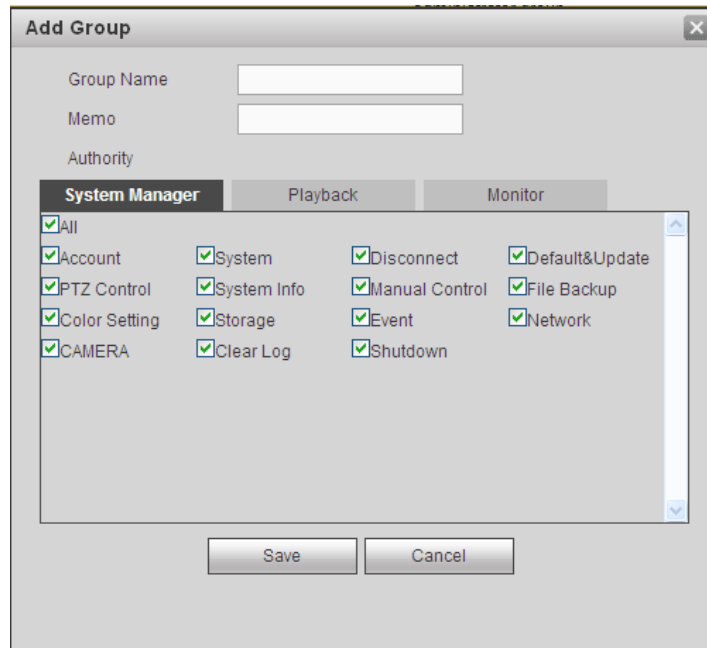 Add Group
Group Name
Memo
Authority
System Manager Playback Monitor
All
Account System Disconnect Default&Update
PTZ Control System Info Manual Control File Backup
Color Setting Storage Event Network
CAMERA Clear Log Shutdown
Save Cancel